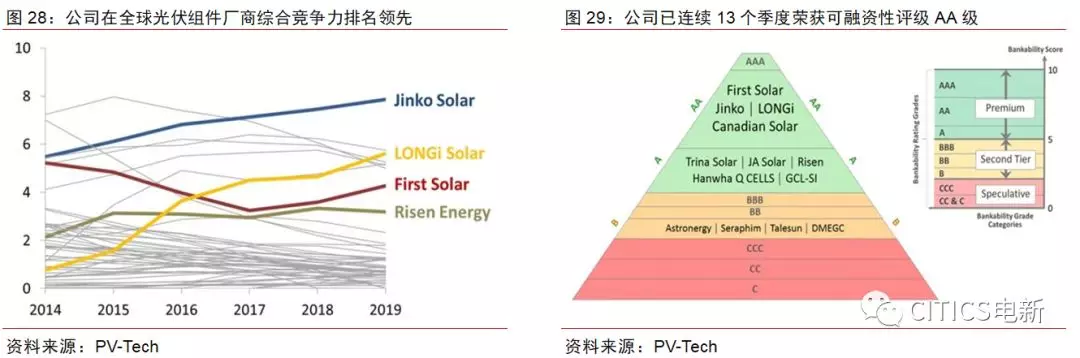 图 28：公司在全球光伏组件厂商综合竞争力排名领先
10
8
6
4
2
0
2014 2015 2016 2017 2018 2019
Jinko Solar
LONGi Solar
First Solar
Risen Energy
资料来源：PV-Tech
图 29：公司已连续 13 个季度荣获可融资性评级 AA 级
AAA
AA
AA
First Solar
Jinko | LONGi
Canadian Solar
A
A
Trina Solar | JA Solar | Risen
Hanwha Q CELLS | GCL-SI
BBB
BB
B
B
Astronergy | Seraphim | Talesun | DMEGC
CCC
CC
C
Bankability Score
10
5
0
Bankability Rating Grades
AAA
AA
A
BBB
BB
B
CCC
CC & C
Premium
Second Tier
Speculative
Bankability Grade
Categories
CITICS电新
资料来源：PV-Tech